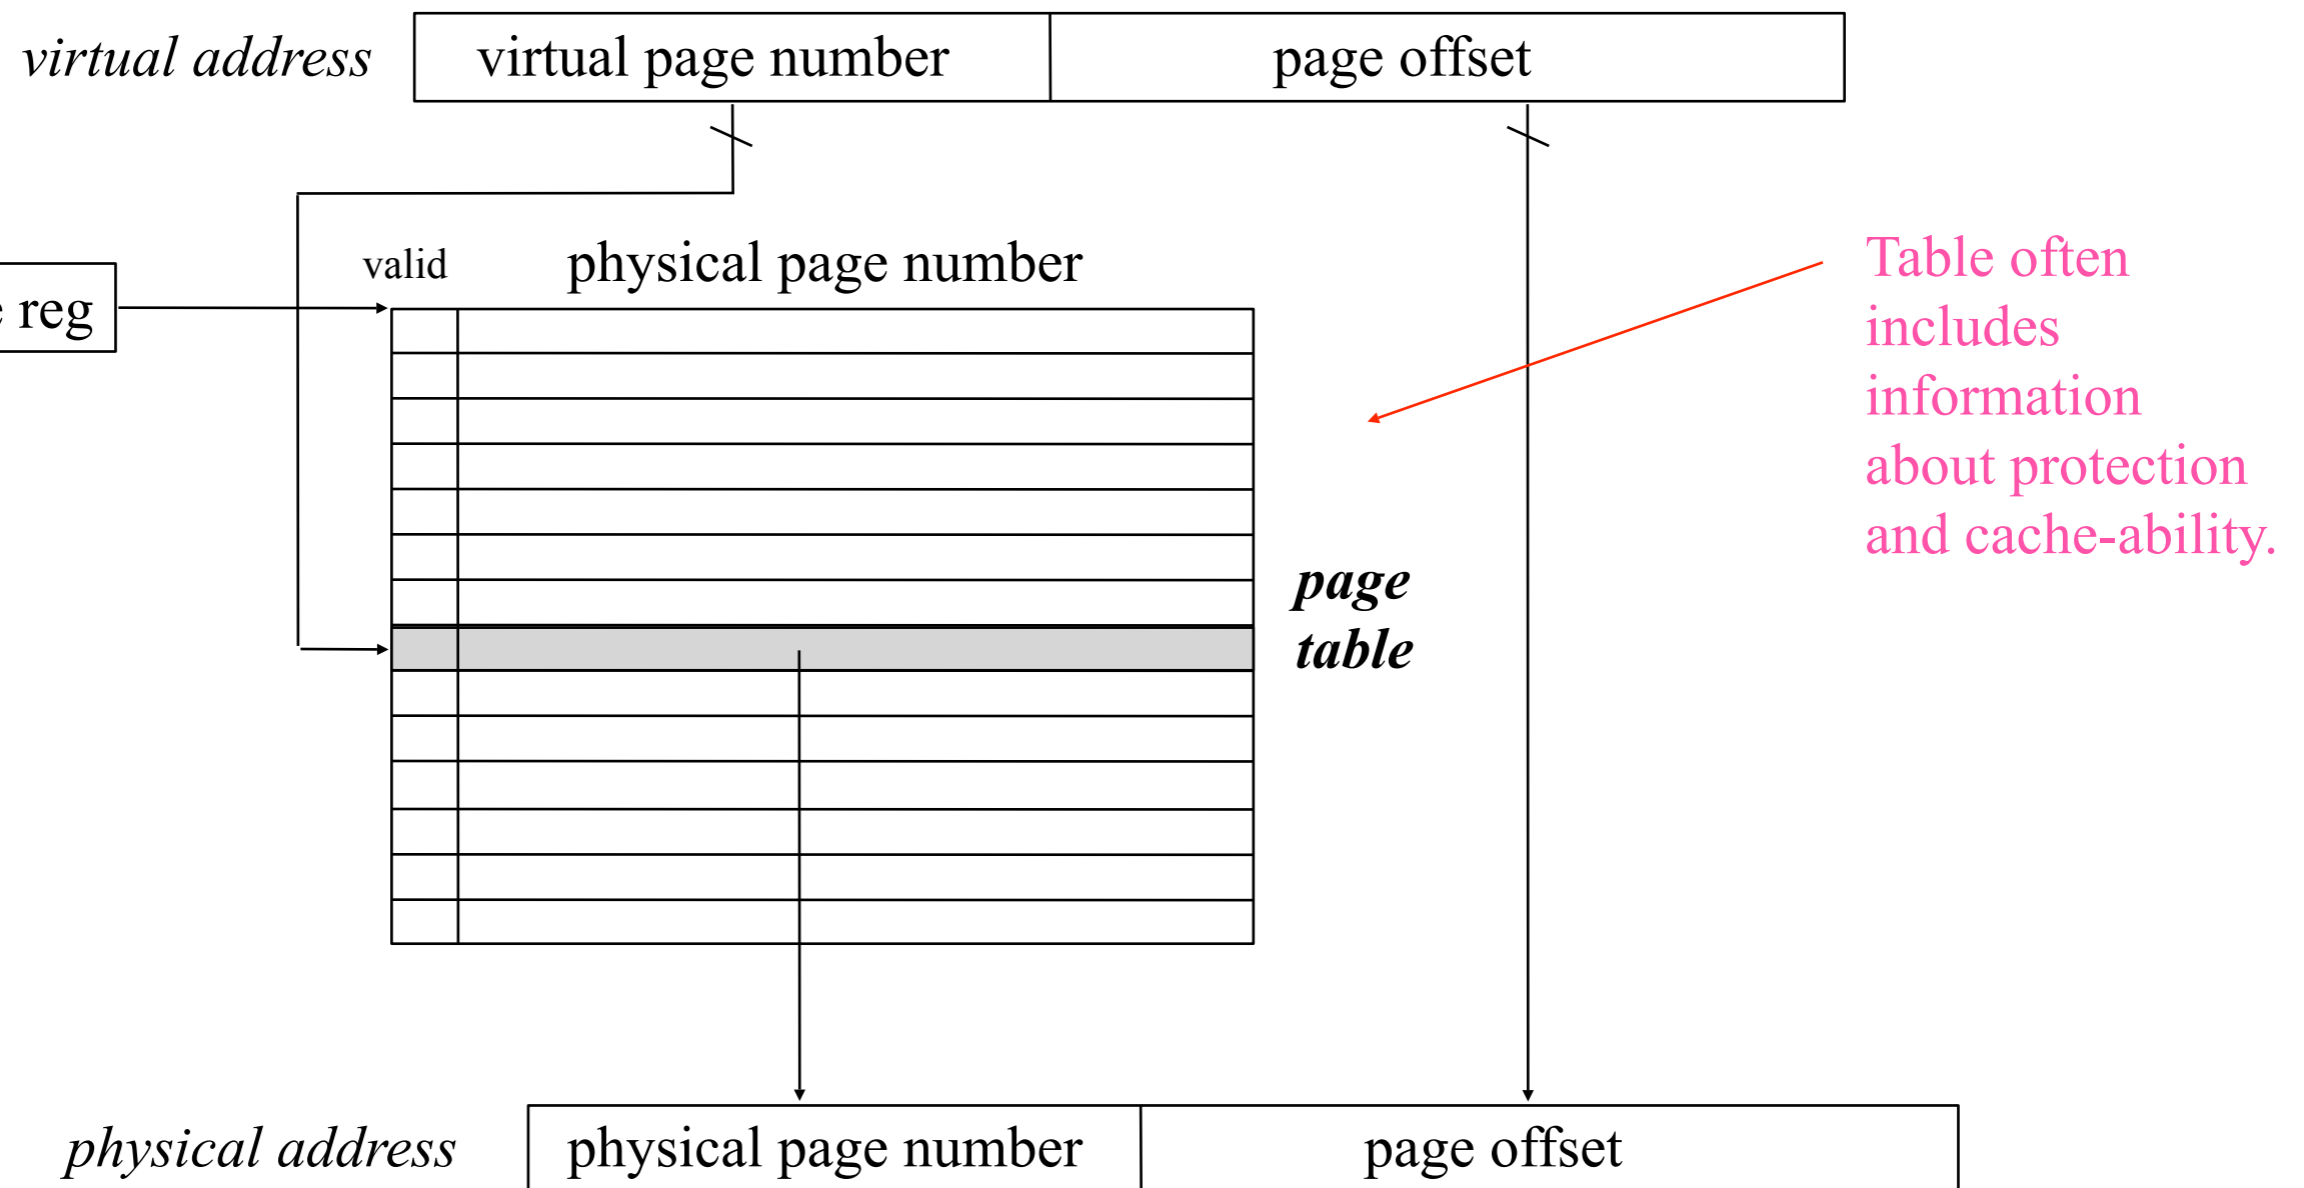 virtual address
virtual page number
page offset
valid
physical page number
reg
Table often
includes
information
about protection
and cache-ability.
page
table
physical address
physical page number
page offset